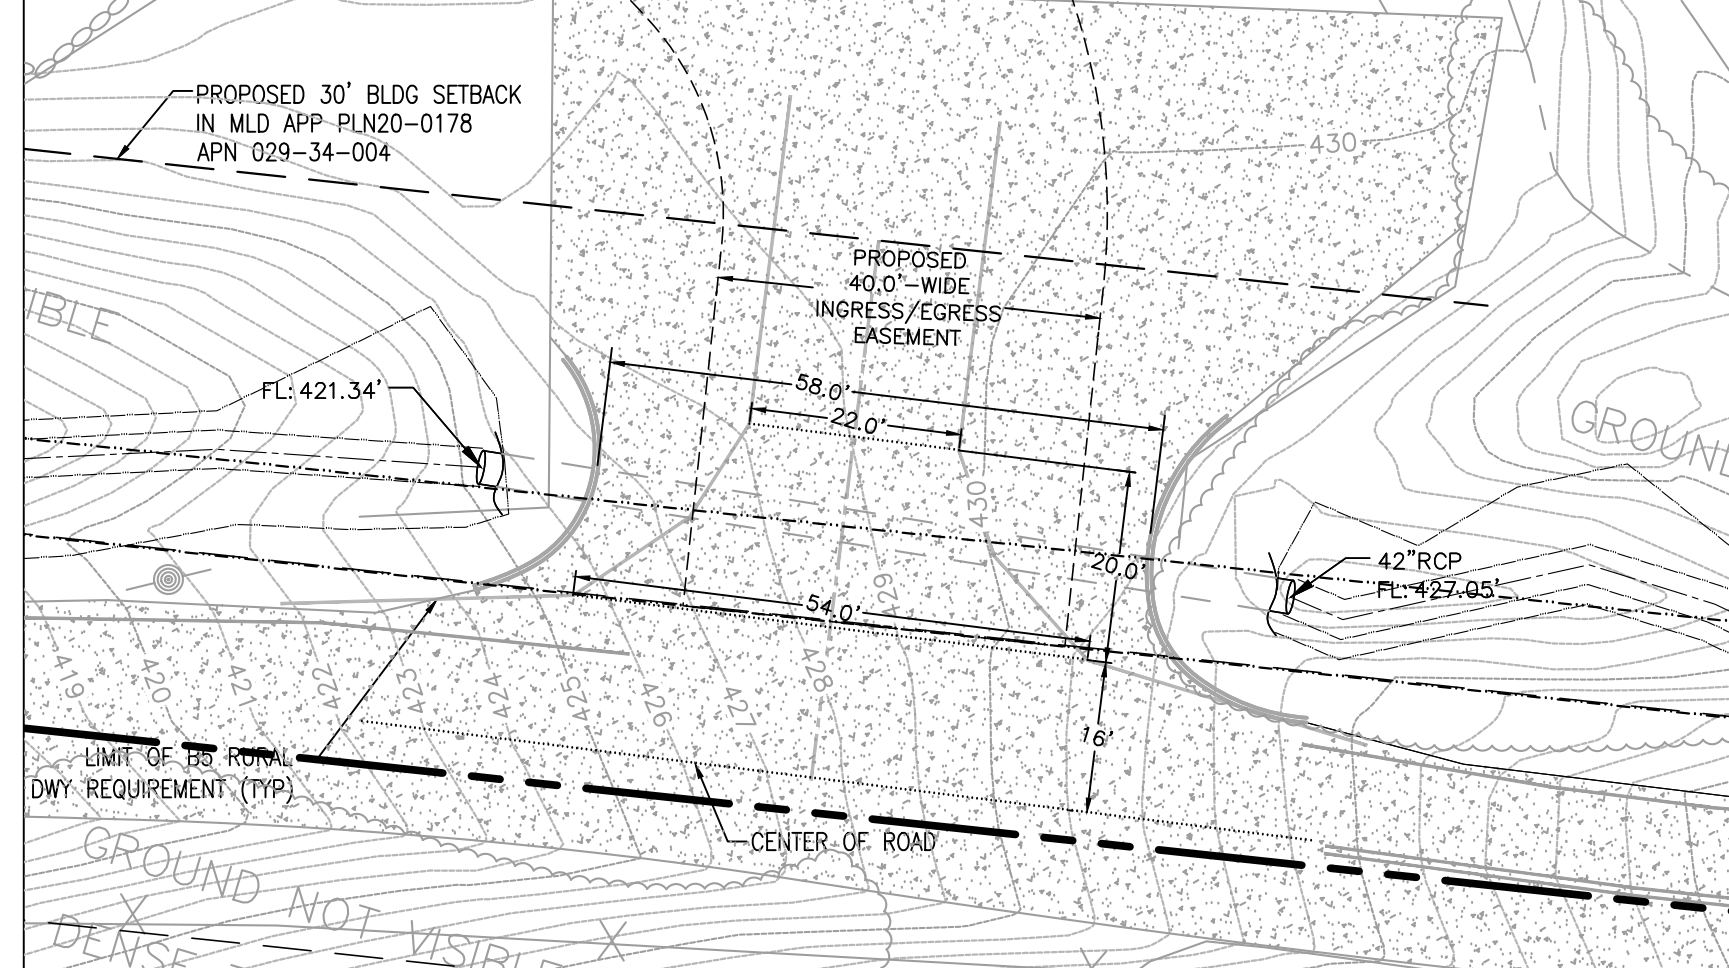 PROPOSED 30' BLDG SETBACK
IN MLD APP PLN20-0178
APN 029-34-004
430
PROPOSED
40.0'-WIDE
INGRESS/EGRESS
EASEMENT
IBLE
FL: 421.34'
58.0'
22.0'
GROUND
430
42"RCP
FL: 427.05'
20.0'
429
54.0'
419
420
421
422
423
424
425
426
427
428
16'
LIMIT OF B5 RURAL
DWY REQUIREMENT (TYP)
CENTER OF ROAD
GROUND NOT VISIBLE
DENSE